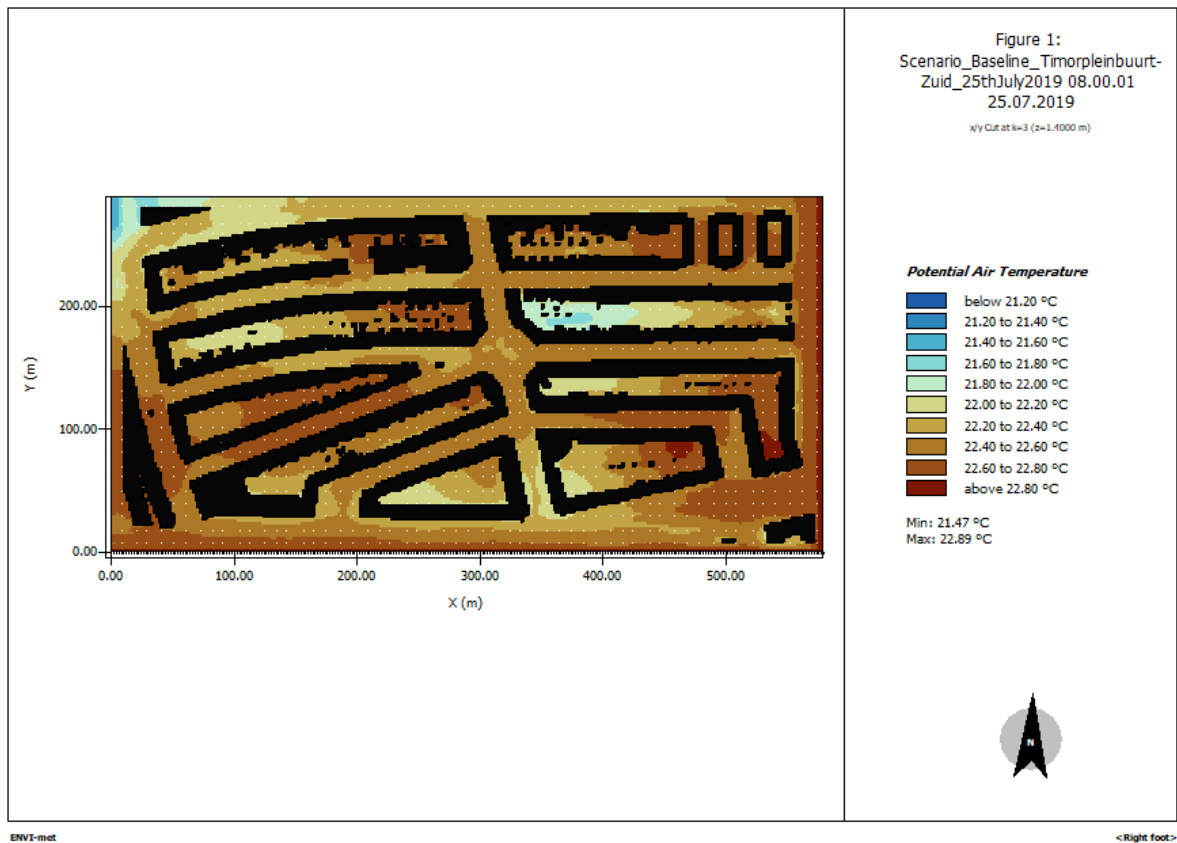 Figure 1:
Scenario_Baseline_Timorpleinbuurt-
Zuid_25thJuly2019 08.00.01
25.07.2019
x/y Cut at k=3 (z=1.4000 m)
Potential Air Temperature
below 21.20 °C
21.20 to 21.40 °C
21.40 to 21.60 °C
21.60 to 21.80 °C
21.80 to 22.00 °C
22.00 to 22.20 °C
22.20 to 22.40 °C
22.40 to 22.60 °C
22.60 to 22.80 °C
above 22.80 °C
Min: 21.47 °C
Max: 22.89 °C
N
Y (m)
200.00
100.00
0.00
0.00 100.00 200.00 300.00 400.00 500.00
X (m)
ENVI-met
<Right foot>